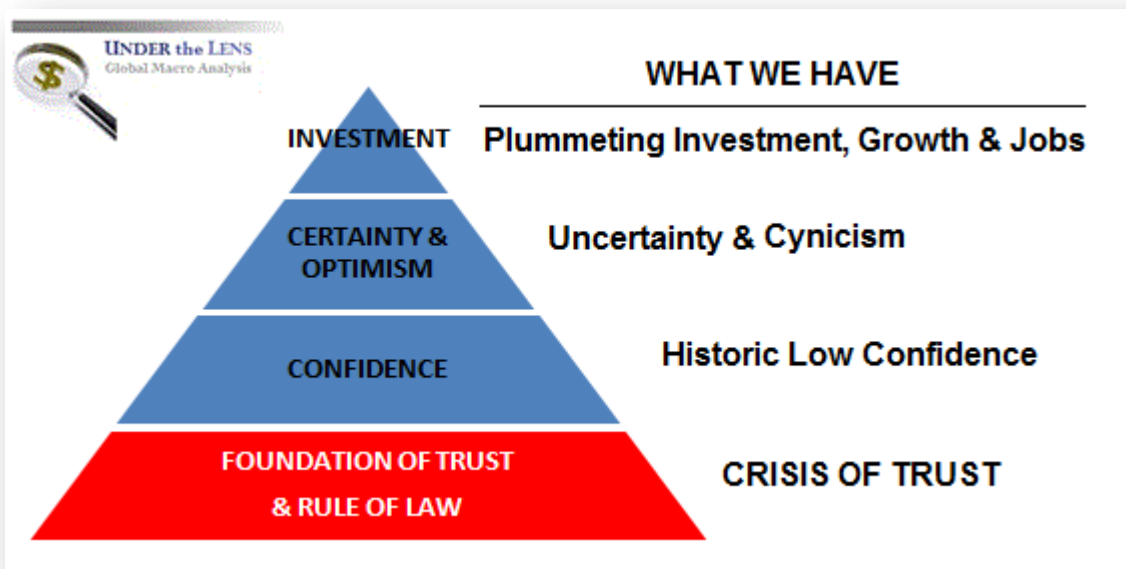 UNDER the LENS
Global Macro Analysis
WHAT WE HAVE
INVESTMENT
Plummeting Investment, Growth & Jobs
CERTAINTY &
OPTIMISM
Uncertainty & Cynicism
CONFIDENCE
Historic Low Confidence
FOUNDATION OF TRUST
& RULE OF LAW
CRISIS OF TRUST